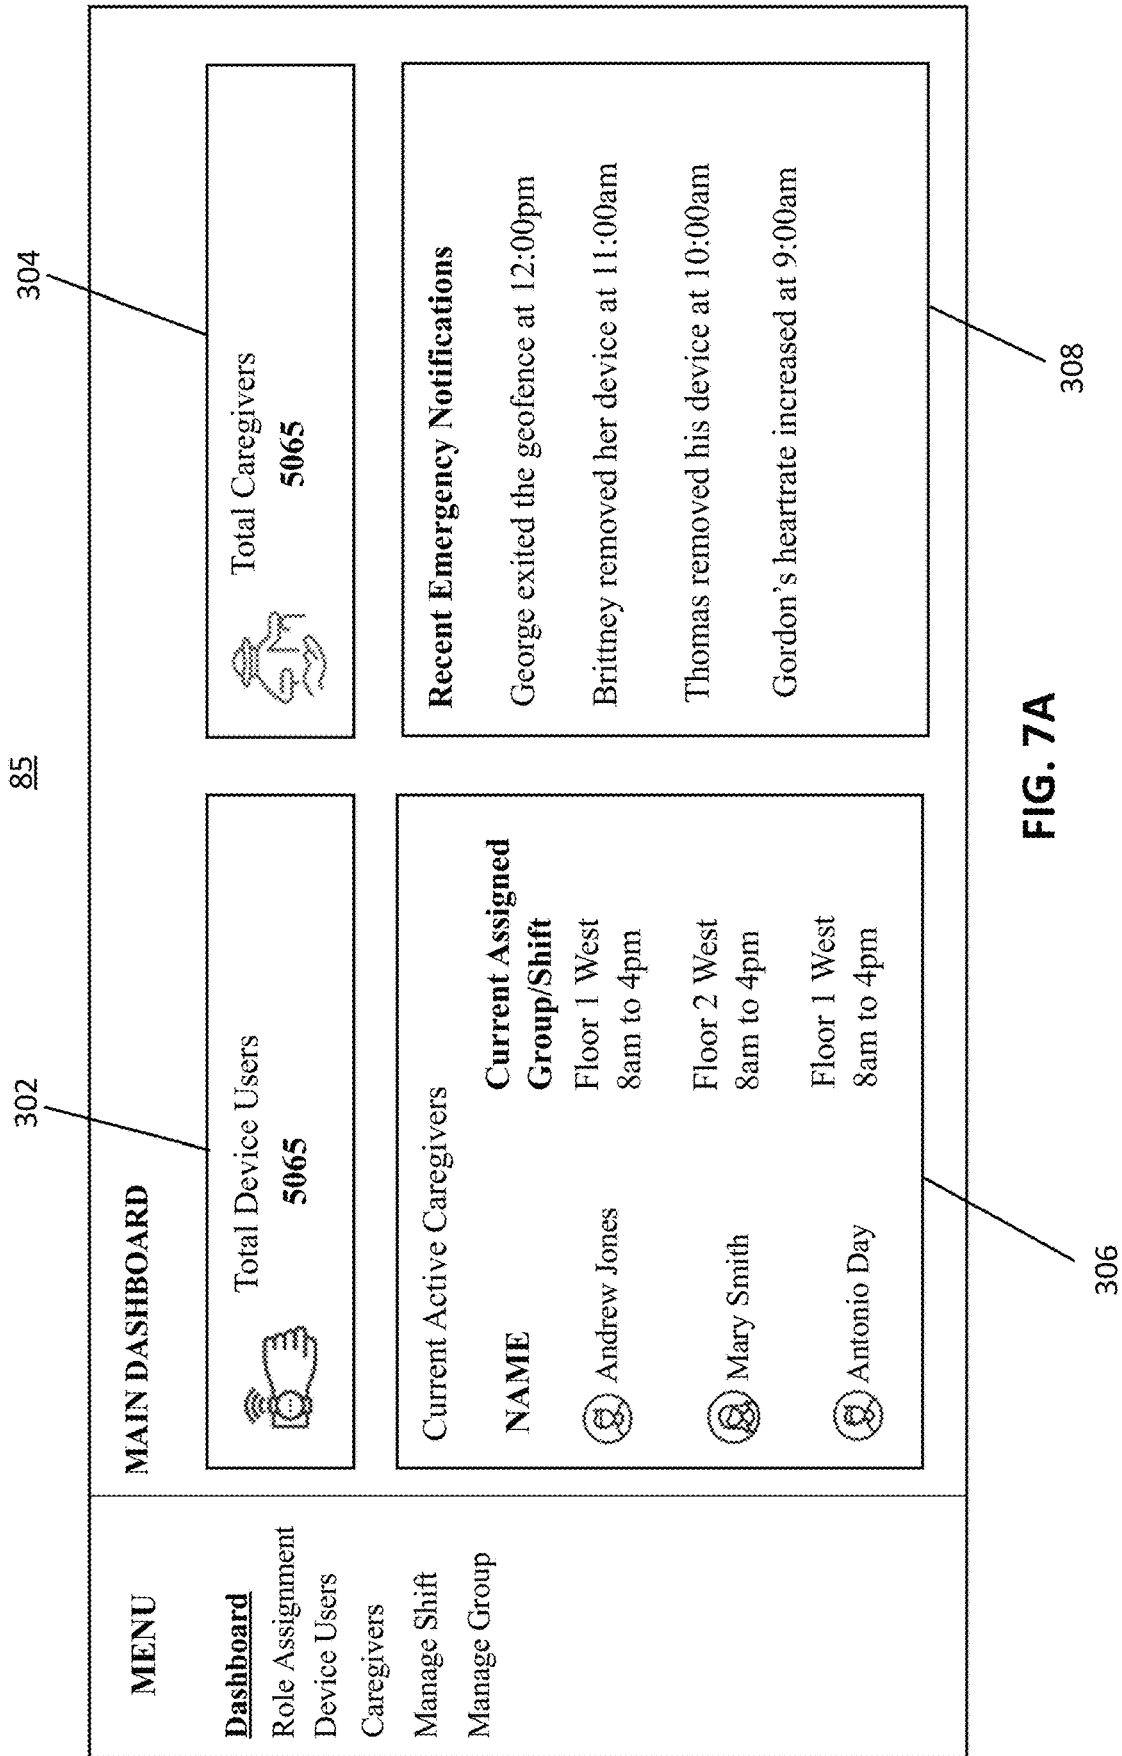 85
302
304
MENU
Dashboard
Role Assignment
Device Users
Caregivers
Manage Shift
Manage Group
MAIN DASHBOARD
Total Device Users
5065
Total Caregivers
5065
Current Active Caregivers
NAME
Current Assigned
Group/Shift
Andrew Jones
Floor 1 West
8am to 4pm
Mary Smith
Floor 2 West
8am to 4pm
Antonio Day
Floor 1 West
8am to 4pm
Recent Emergency Notifications
George exited the geofence at 12:00pm
Brittney removed her device at 11:00am
Thomas removed his device at 10:00am
Gordon's heartrate increased at 9:00am
306
308
FIG. 7A